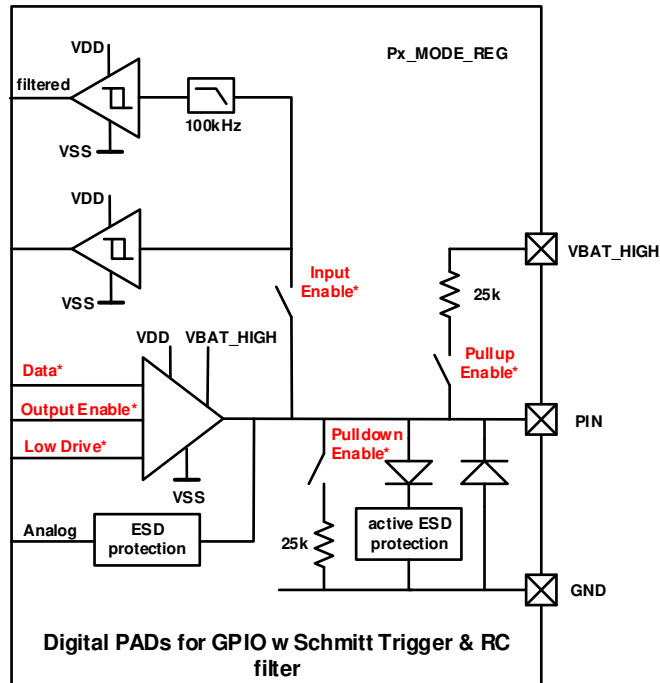 VDD
Px_MODE_REG
filtered
100kHz
VSS
VDD
VBAT_HIGH
Input
Enable*
25k
VSS
VDD
VBAT_HIGH
Pull up
Enable*
Data*
Output Enable*
PIN
Pulldown
Enable*
Low Drive*
VSS
Analog
ESD
protection
active ESD
protection
25k
GND
Digital PADs for GPIO w Schmitt Trigger & RC
filter